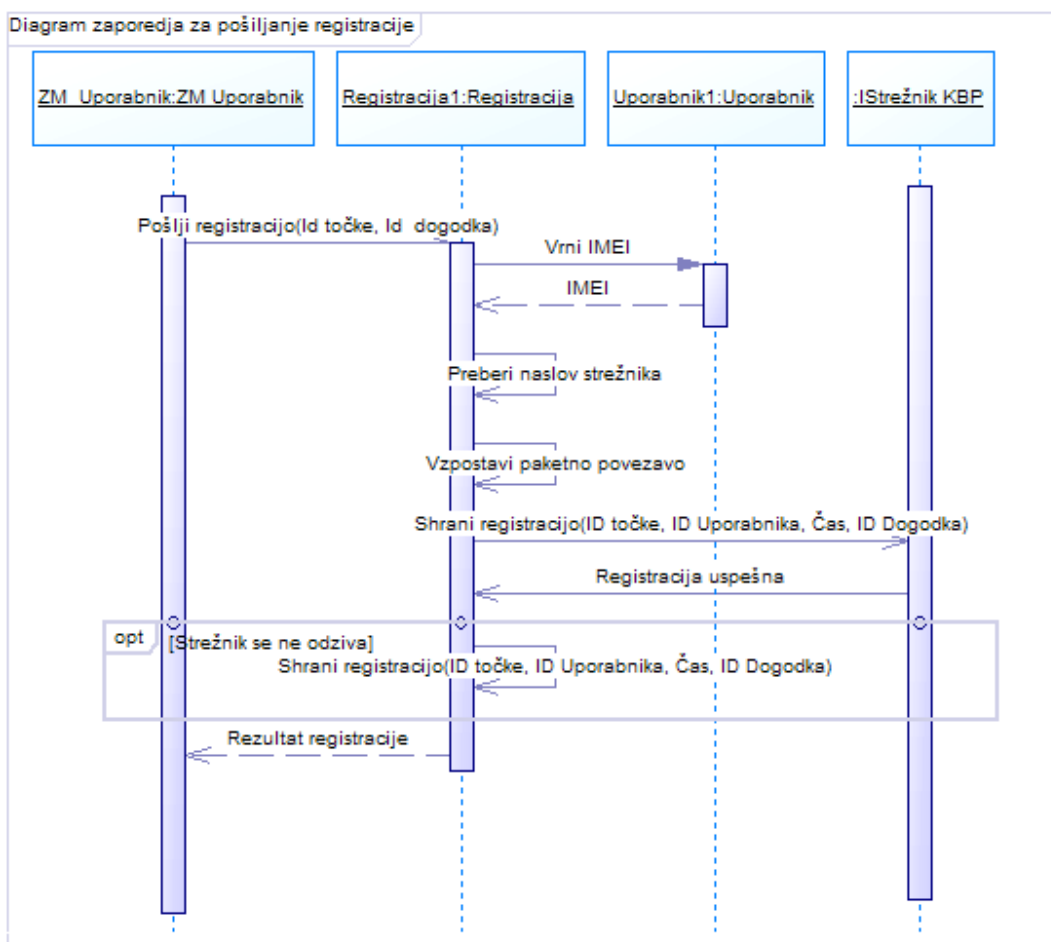 Diagram zaporedja za pošiljanje registracije
ZM_Uporabnik:ZM Uporabnik
Registracija1:Registracija
Uporabnik1:Uporabnik
:IStrežnik KBP
Pošlji registracijo(Id točke, Id dogodka)
Vrni IMEI
IMEI
Preberi naslov strežnika
Vzpostavi paketno povezavo
Shrani registracijo(ID točke, ID Uporabnika, Čas, ID Dogodka)
Registracija uspešna
opt
[Strežnik se ne odziva]
Shrani registracijo(ID točke, ID Uporabnika, Čas, ID Dogodka)
Rezultat registracije